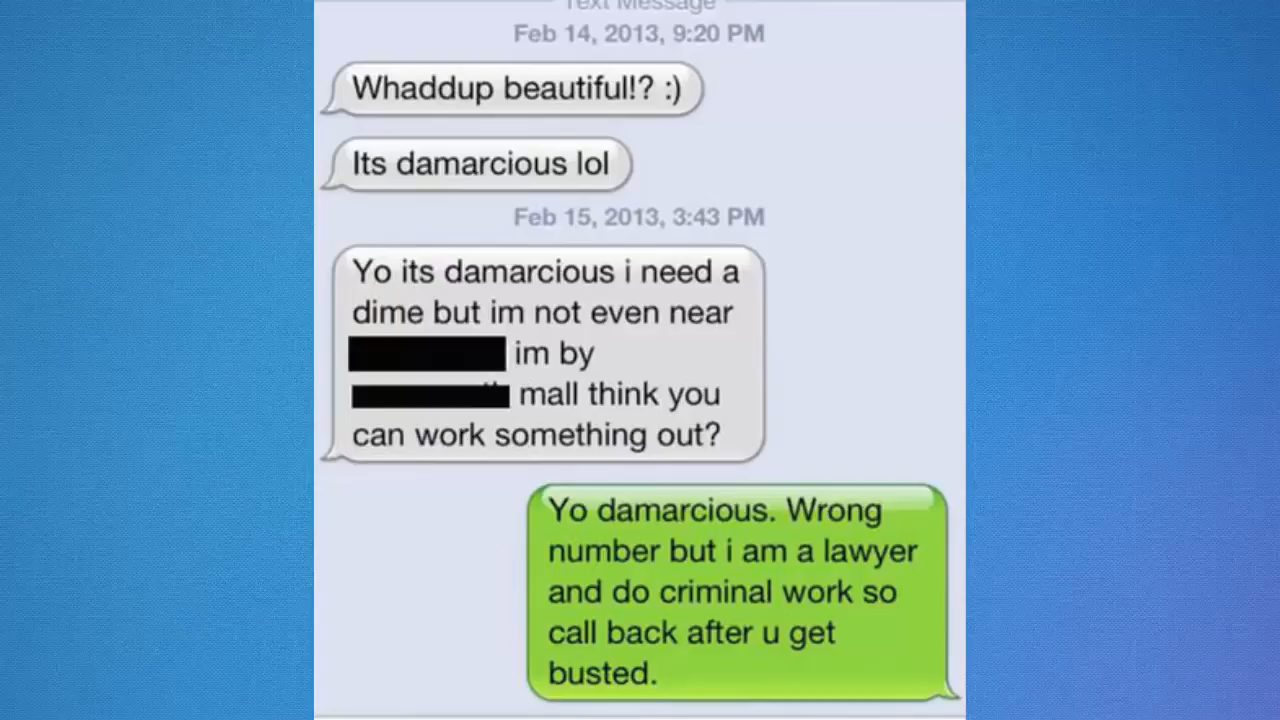 Text Message
Feb 14, 2013, 9:20 PM
Whaddup beautiful!? :)
Its damarcious lol
Feb 15, 2013, 3:43 PM
Yo its damarcious i need a
dime but im not even near
im by
mall think you
can work something out?
Yo damarcious. Wrong
number but i am a lawyer
and do criminal work so
call back after u get
busted.